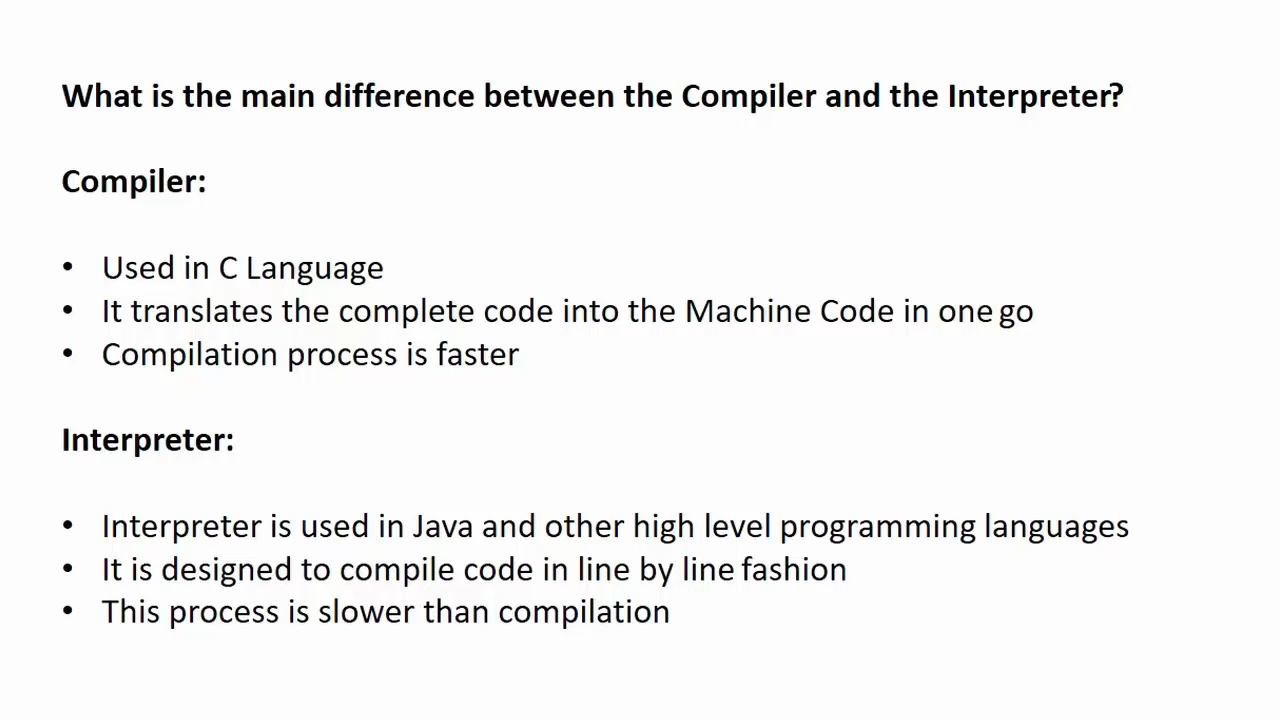 What is the main difference between the Compiler and the Interpreter?
Compiler:
• Used in C Language
• It translates the complete code into the Machine Code in one go
• Compilation process is faster
Interpreter:
• Interpreter is used in Java and other high level programming languages
• It is designed to compile code in line by line fashion
• This process is slower than compilation